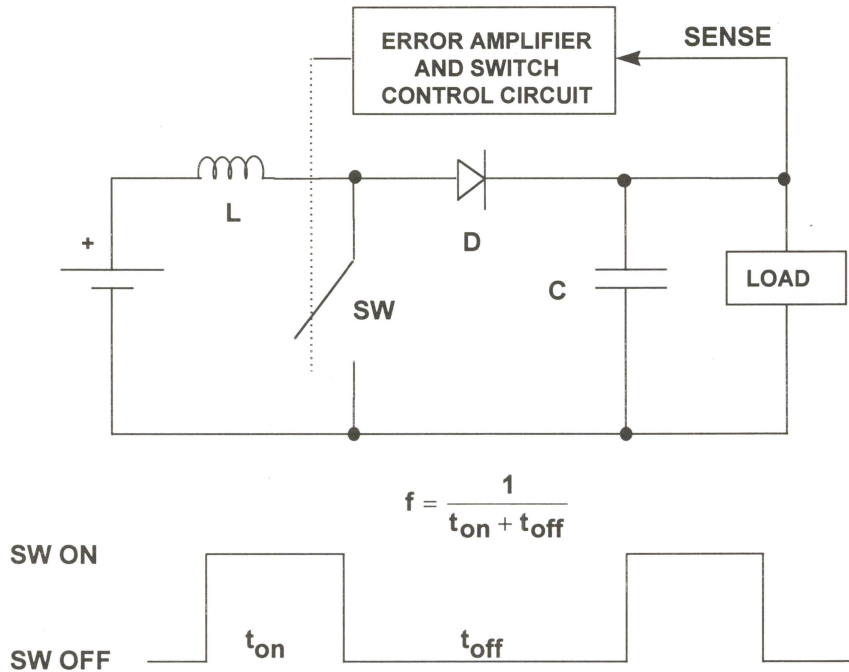 ERROR AMPLIFIER
AND SWITCH
CONTROL CIRCUIT
SENSE
L
D
+
C
LOAD
SW
f = 1 / (ton + toff)
SW ON
ton
toff
SW OFF